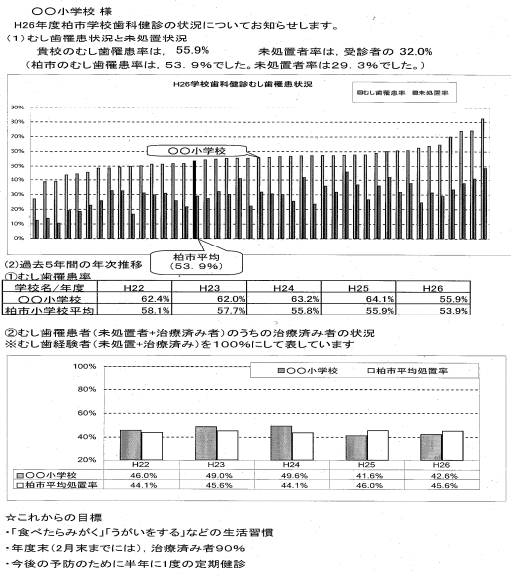 〇〇小学校 様
H26年度柏市学校歯科健診の状況についてお知らせします。
(1)むし歯罹患状況と未処置状況
貴校のむし歯罹患率は, 55.9% 未処置者率は,受診者の 32.0%
(柏市のむし歯罹患率は,53.9%でした。未処置者率は29.3%でした。)
H26学校歯科健診むし歯罹患状況
むし歯罹患率 未処置率
90%
80%
70%
60%
50%
40%
30%
20%
10%
0%
〇〇小学校
柏市平均
(53.9%)
(2)過去5年間の年次推移
①むし歯罹患率
学校名/年度 H22 H23 H24 H25 H26
〇〇小学校 62.4% 62.0% 63.2% 64.1% 55.9%
柏市小学校平均 58.1% 57.7% 55.8% 55.9% 53.9%
②むし歯罹患者(未処置者+治療済み者)のうちの治療済み者の状況
※むし歯経験者(未処置+治療済み)を100%にして表しています
〇〇小学校 柏市平均処置率
100%
80%
60%
40%
20%
H22 H23 H24 H25 H26
〇〇小学校 46.0% 49.0% 49.6% 41.6% 42.6%
柏市平均処置率 44.1% 45.6% 44.1% 46.0% 45.6%
☆これからの目標
・「食べたらみがく」「うがいをする」などの生活習慣
・年度末(2月末までには),治療済み者90%
・今後の予防のために半年に1度の定期健診